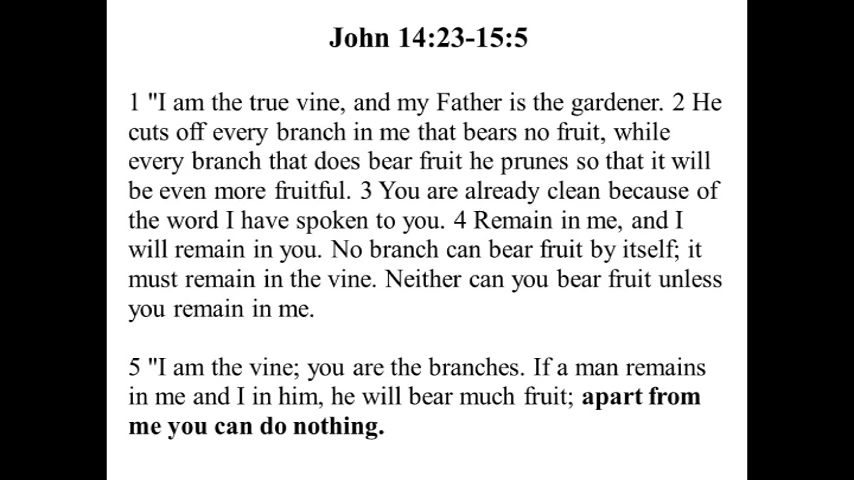 John 14:23-15:5
1 "I am the true vine, and my Father is the gardener. 2 He
cuts off every branch in me that bears no fruit, while
every branch that does bear fruit he prunes so that it will
be even more fruitful. 3 You are already clean because of
the word I have spoken to you. 4 Remain in me, and I
will remain in you. No branch can bear fruit by itself; it
must remain in the vine. Neither can you bear fruit unless
you remain in me.
5 "I am the vine; you are the branches. If a man remains
in me and I in him, he will bear much fruit; apart from
me you can do nothing.